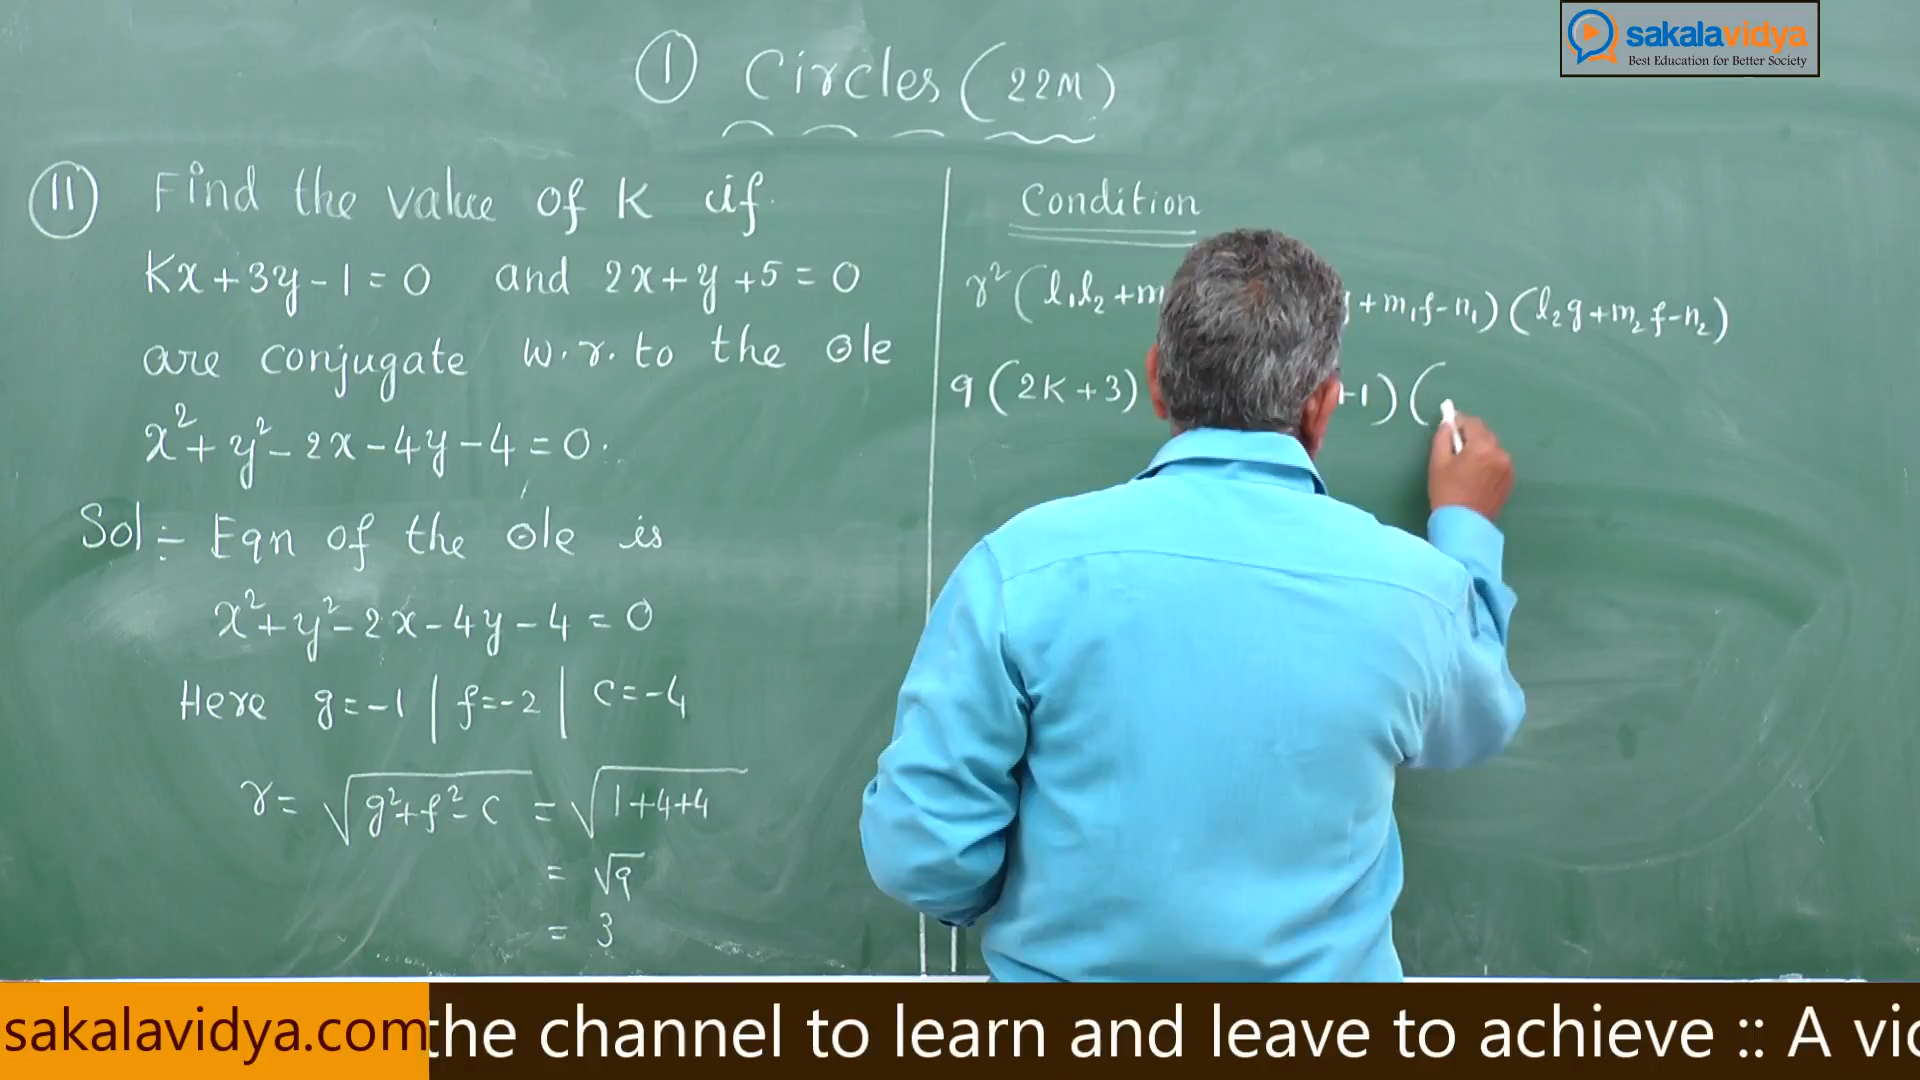 sakalavidya
Best Education for Better Society
① Circles (22M)
⑪ Find the value of K if
Kx+3y-1=0 and 2x+y+5=0
are conjugate w.r. to the ⊙le
x²+y²-2x-4y-4=0.
Sol:- Eqn of the ⊙le is
x²+y²-2x-4y-4=0
Here g=-1 | f=-2 | c=-4
r= √g²+f²-c = √1+4+4
= √9
= 3
Condition
r²(l₁l₂+m g+m₁f-n₁)(l₂g+m₂f-n₂)
9(2K+3) +1)(
sakalavidya.com the channel to learn and leave to achieve :: A vic